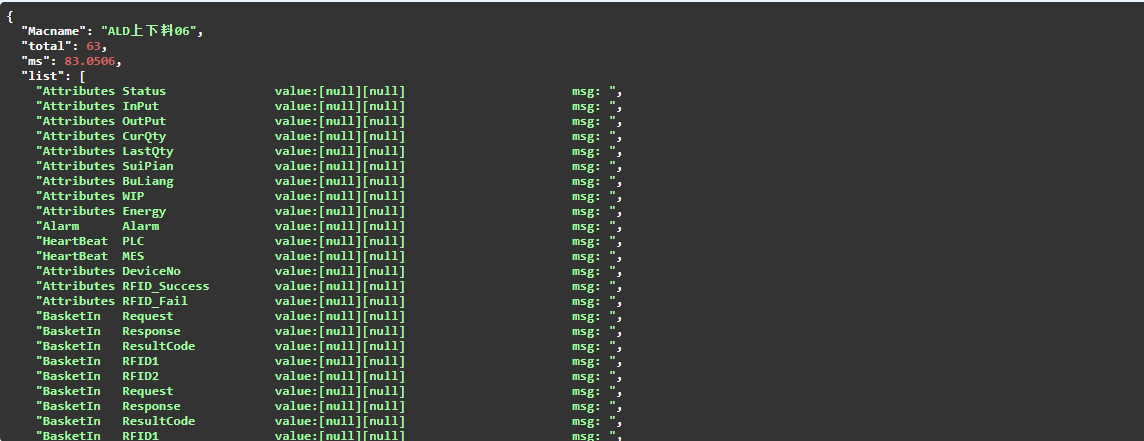 {
"Macname": "ALD上下料06",
"total": 63,
"ms": 83.0506,
"list": [
"Attributes Status value:[null][null] msg: ",
"Attributes InPut value:[null][null] msg: ",
"Attributes OutPut value:[null][null] msg: ",
"Attributes CurQty value:[null][null] msg: ",
"Attributes LastQty value:[null][null] msg: ",
"Attributes SuiPian value:[null][null] msg: ",
"Attributes BuLiang value:[null][null] msg: ",
"Attributes WIP value:[null][null] msg: ",
"Attributes Energy value:[null][null] msg: ",
"Alarm Alarm value:[null][null] msg: ",
"HeartBeat PLC value:[null][null] msg: ",
"HeartBeat MES value:[null][null] msg: ",
"Attributes DeviceNo value:[null][null] msg: ",
"Attributes RFID_Success value:[null][null] msg: ",
"Attributes RFID_Fail value:[null][null] msg: ",
"BasketIn Request value:[null][null] msg: ",
"BasketIn Response value:[null][null] msg: ",
"BasketIn ResultCode value:[null][null] msg: ",
"BasketIn RFID1 value:[null][null] msg: ",
"BasketIn RFID2 value:[null][null] msg: ",
"BasketIn Request value:[null][null] msg: ",
"BasketIn Response value:[null][null] msg: ",
"BasketIn ResultCode value:[null][null] msg: ",
"BasketIn RFID1 value:[null][null] msg: ",